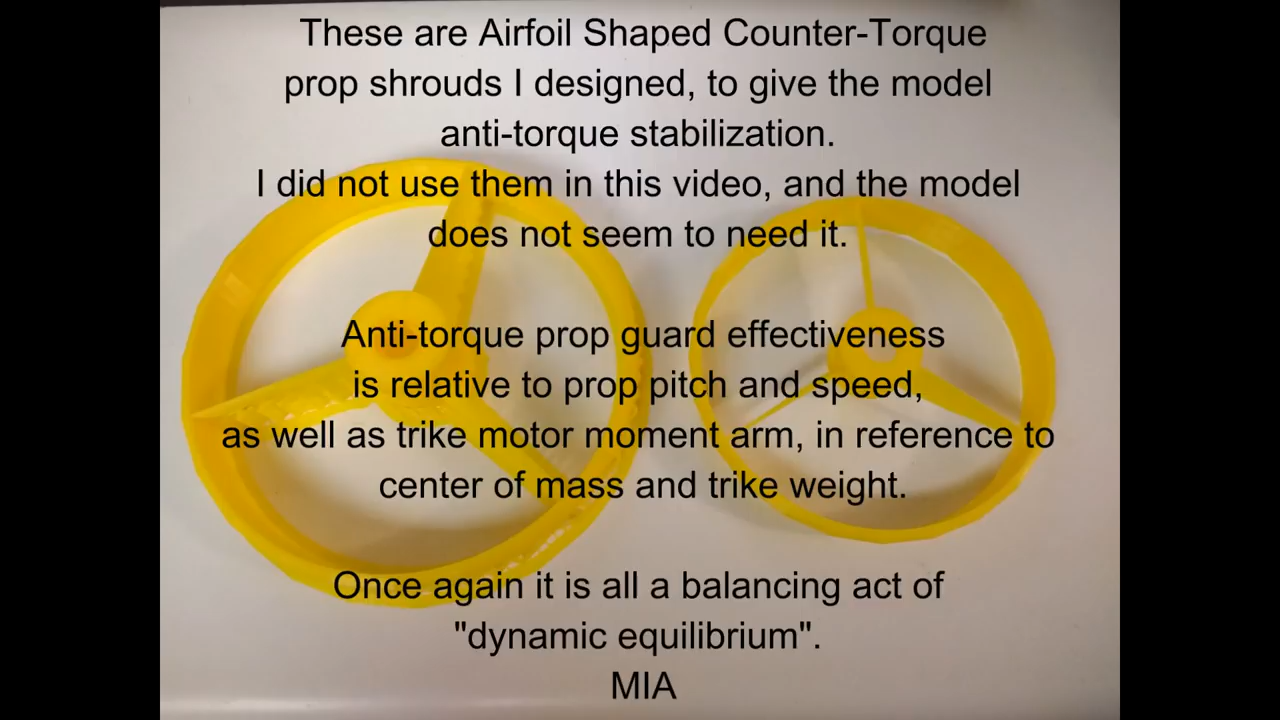 These are Airfoil Shaped Counter-Torque
prop shrouds I designed, to give the model
anti-torque stabilization.
I did not use them in this video, and the model
does not seem to need it.
Anti-torque prop guard effectiveness
is relative to prop pitch and speed,
as well as trike motor moment arm, in reference to
center of mass and trike weight.
Once again it is all a balancing act of
"dynamic equilibrium".
MIA